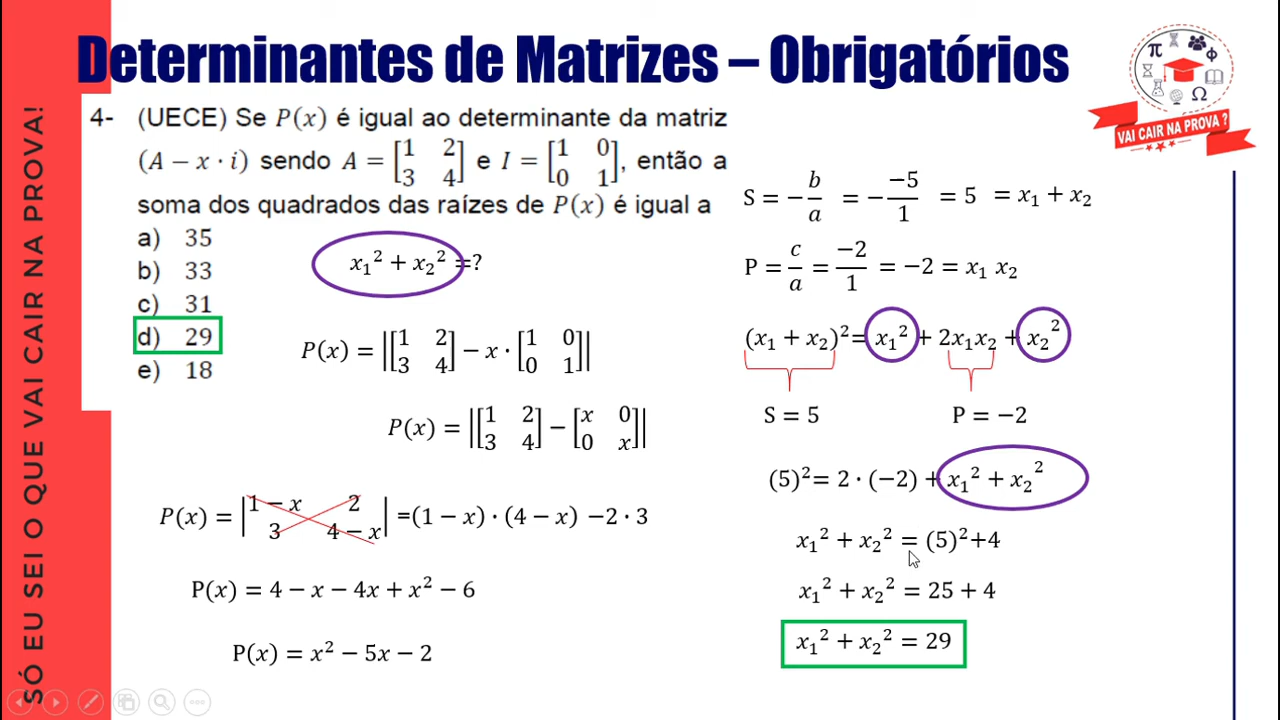 Determinantes de Matrizes – Obrigatórios
VAI CAIR NA PROVA ?
π Φ Ω
SÓ EU SEI O QUE VAI CAIR NA PROVA!
4- (UECE) Se P(x) é igual ao determinante da matriz
(A − x · i) sendo A = [1 2; 3 4] e I = [1 0; 0 1], então a
soma dos quadrados das raízes de P(x) é igual a
a) 35
b) 33
c) 31
d) 29
e) 18
x₁² + x₂² =?
P(x) = |[1 2; 3 4] − x · [1 0; 0 1]|
P(x) = |[1 2; 3 4] − [x 0; 0 x]|
P(x) = |1 − x 2; 3 4 − x| =(1 − x) · (4 − x) −2 · 3
P(x) = 4 − x − 4x + x² − 6
P(x) = x² − 5x − 2
S = − b/a = − −5/1 = 5 = x₁ + x₂
P = c/a = −2/1 = −2 = x₁ x₂
(x₁ + x₂)²= x₁² + 2x₁x₂ + x₂²
S = 5 P = −2
(5)²= 2 · (−2) + x₁² + x₂²
x₁² + x₂² = (5)²+4
x₁² + x₂² = 25 + 4
x₁² + x₂² = 29